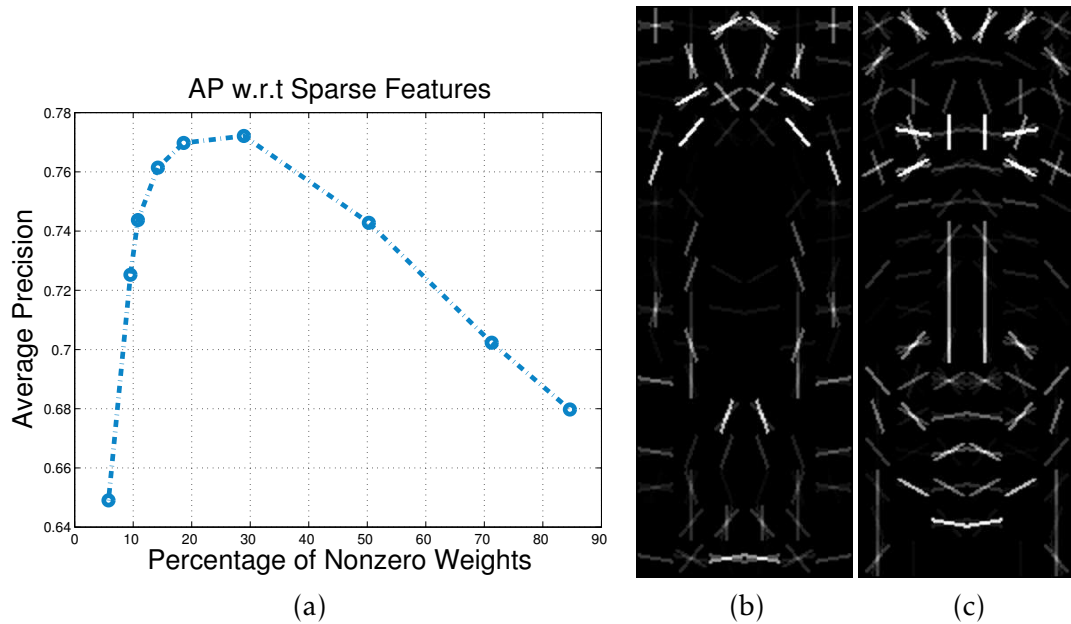 AP w.r.t Sparse Features
0.78
0.76
0.74
0.72
0.7
0.68
0.66
0.64
Average Precision
0 10 20 30 40 50 60 70 80 90
Percentage of Nonzero Weights
(a) (b) (c)